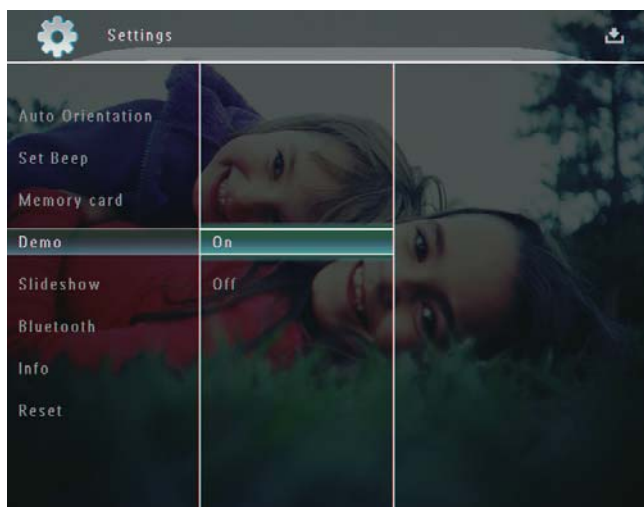 Settings
Auto Orientation
Set Beep
Memory card
Demo
On
Slideshow
Off
Bluetooth
Info
Reset